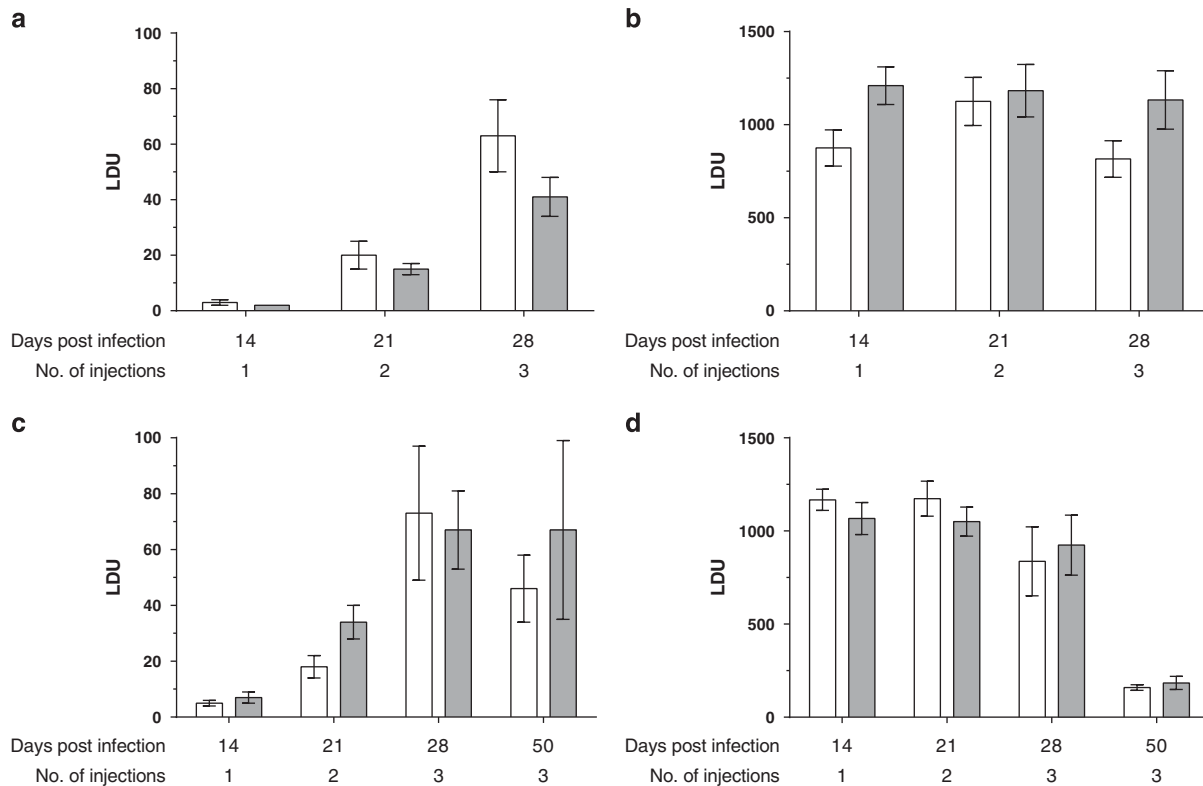 a
100
80
60
40
20
0
LDU
Days post infection 14 21 28
No. of injections 1 2 3
b
1500
1000
500
0
LDU
Days post infection 14 21 28
No. of injections 1 2 3
c
100
80
60
40
20
0
LDU
Days post infection 14 21 28 50
No. of injections 1 2 3 3
d
1500
1000
500
0
LDU
Days post infection 14 21 28 50
No. of injections 1 2 3 3